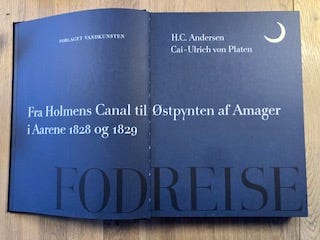 FORLAGET VANDKUNSTEN
H.C. Andersen
Cai-Ulrich von Platen
Fra Holmens Canal til Østpynten af Amager
i Aarene 1828 og 1829
FODREISE